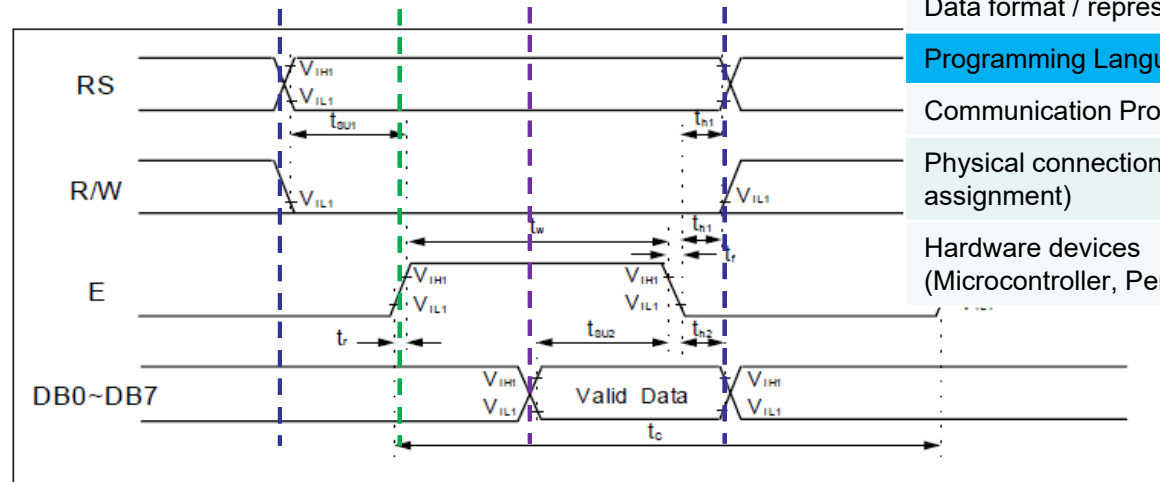 Data format / repres
Programming Langu
Communication Pro
Physical connection
assignment)
Hardware devices
(Microcontroller, Pe
RS
VIH1
VIL1
tSU1
th1
R/W
VIL1
VIL1
tw
th1
tf
E
VIH1
VIH1
VIL1
VIL1
tr
tSU2
th2
DB0~DB7
VIH1
VIH1
Valid Data
VIL1
VIL1
tc